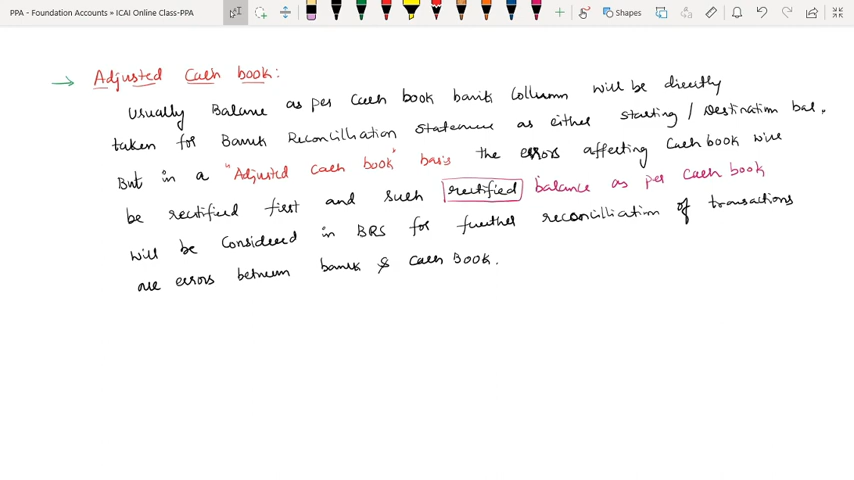 PPA - Foundation Accounts » ICAI Online Class-PPA
Shapes
→ Adjusted Cash book:
Usually Balance as per Cash book bank Collumn will be directly
taken for Bank Reconcilliation Statement as either starting / Destination bal.
But in a "Adjusted Cash book" basis the errors affecting Cash book will
be rectified first and such rectified balance as per Cash book
will be considered in BRS for further reconcilliation of transactions
are errors between bank & Cash Book.